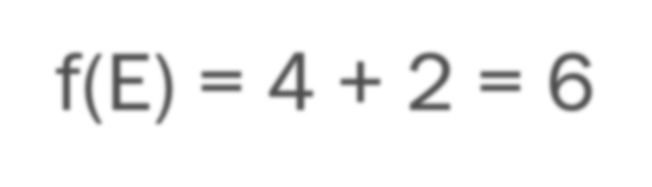 f(E) = 4 + 2 = 6